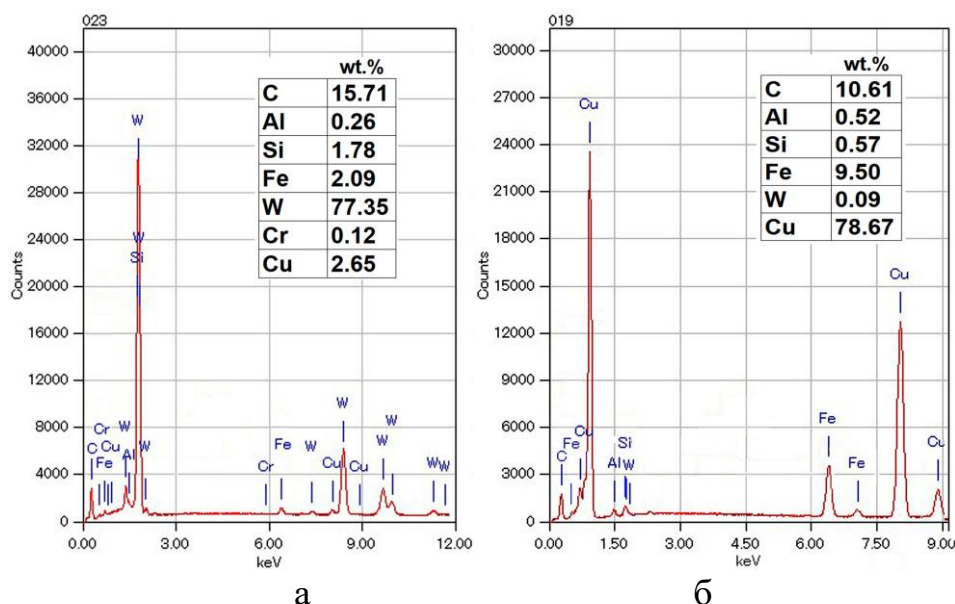 023
42000
36000
32000
28000
24000
20000
16000
12000
8000
4000
0
Counts
0.00 3.00 6.00 9.00 12.00
keV
wt.%
C 15.71
Al 0.26
Si 1.78
Fe 2.09
W 77.35
Cr 0.12
Cu 2.65
W
W
Si
Cr W
C Cu Al W
Fe
Cr
Fe
W
Cu
W
Cu
W
W
W W
а
019
30000
27000
24000
21000
18000
15000
12000
9000
6000
3000
0
Counts
0.00 1.50 3.00 4.50 6.00 7.50 9.00
keV
wt.%
C 10.61
Al 0.52
Si 0.57
Fe 9.50
W 0.09
Cu 78.67
Cu
Cu
Fe
C
Si
Al W
Fe
Fe
Cu
Cu
б